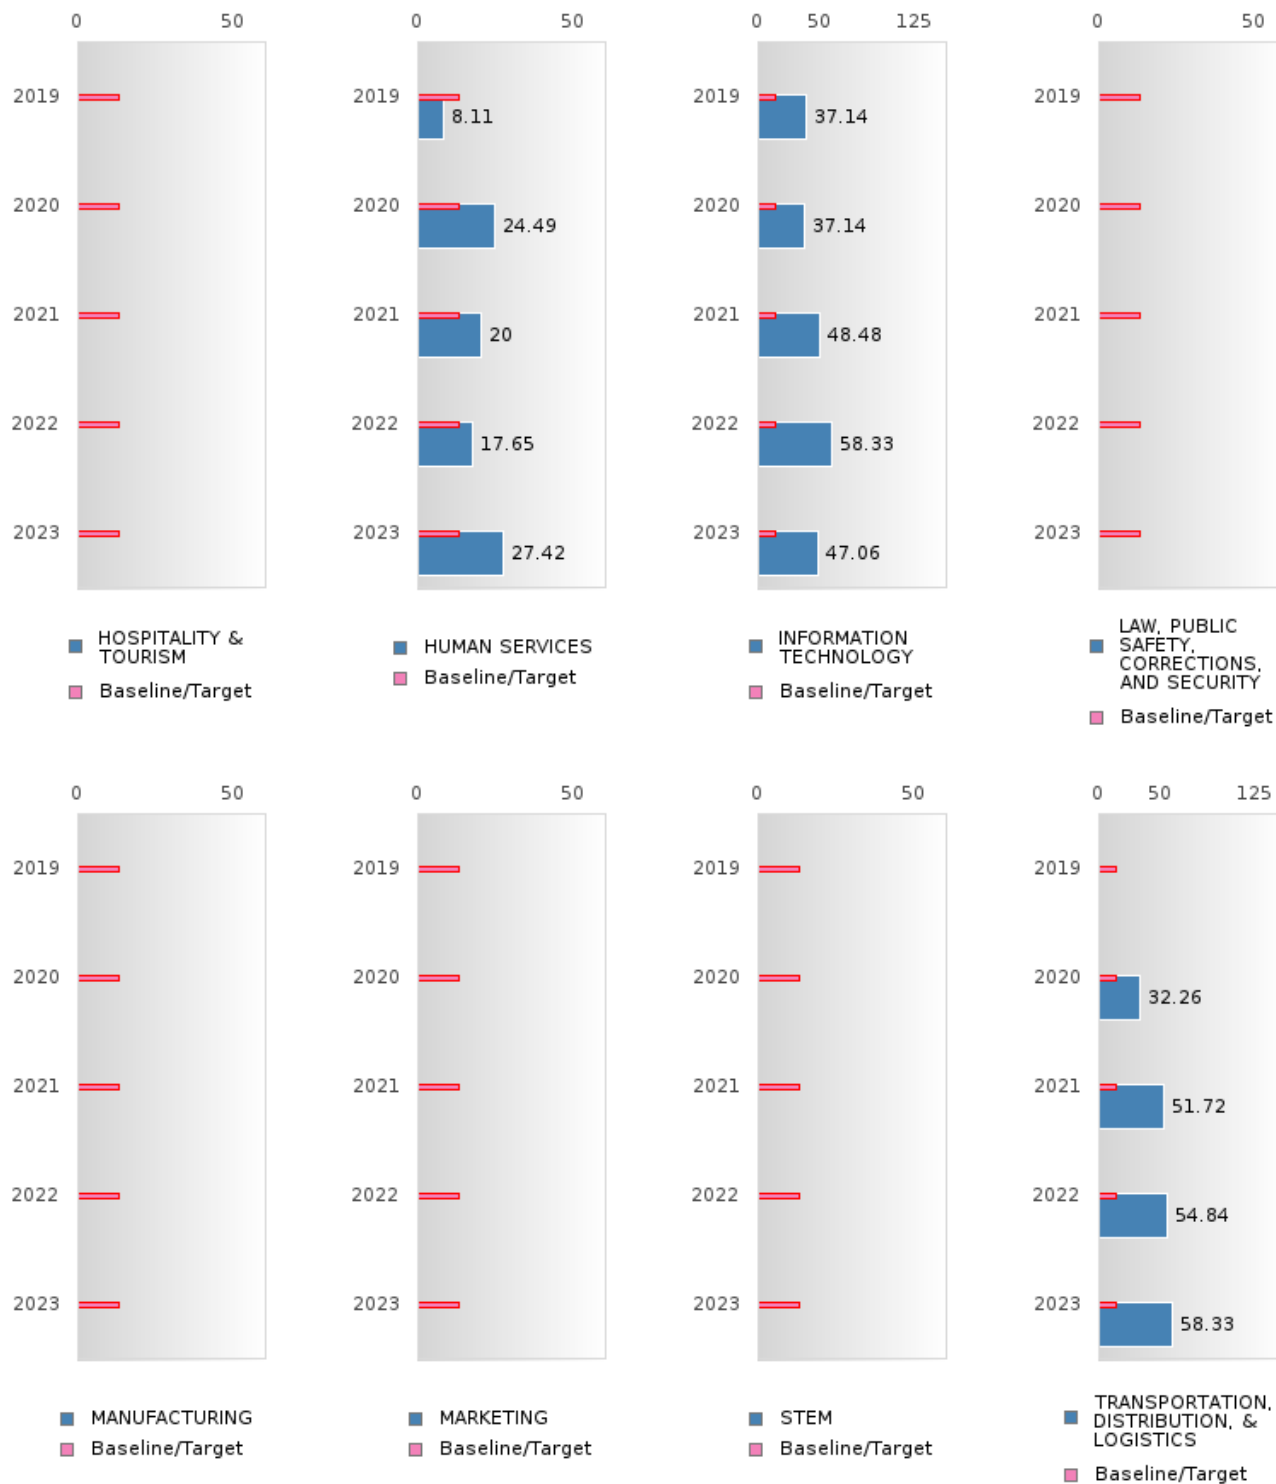 0 50
2019
2020
2021
2022
2023
HOSPITALITY &
TOURISM
Baseline/Target
0 50
2019
8.11
2020
24.49
2021
20
2022
17.65
2023
27.42
HUMAN SERVICES
Baseline/Target
0 50 125
2019
37.14
2020
37.14
2021
48.48
2022
58.33
2023
47.06
INFORMATION
TECHNOLOGY
Baseline/Target
0 50
2019
2020
2021
2022
2023
LAW, PUBLIC
SAFETY,
CORRECTIONS,
AND SECURITY
Baseline/Target
0 50
2019
2020
2021
2022
2023
MANUFACTURING
Baseline/Target
0 50
2019
2020
2021
2022
2023
MARKETING
Baseline/Target
0 50
2019
2020
2021
2022
2023
STEM
Baseline/Target
0 50 125
2019
2020
32.26
2021
51.72
2022
54.84
2023
58.33
TRANSPORTATION,
DISTRIBUTION, &
LOGISTICS
Baseline/Target